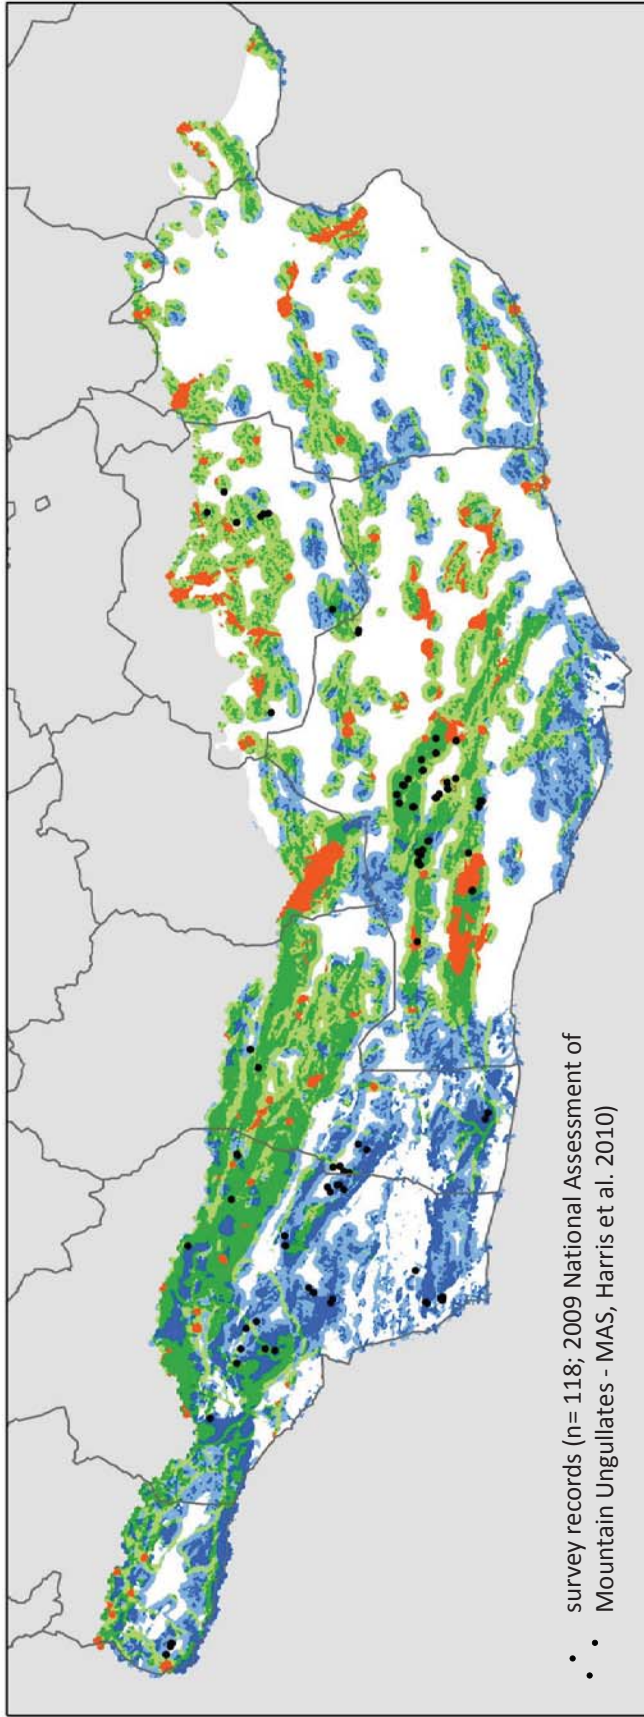 survey records (n= 118; 2009 National Assessment of
Mountain Ungullates - MAS, Harris et al. 2010)